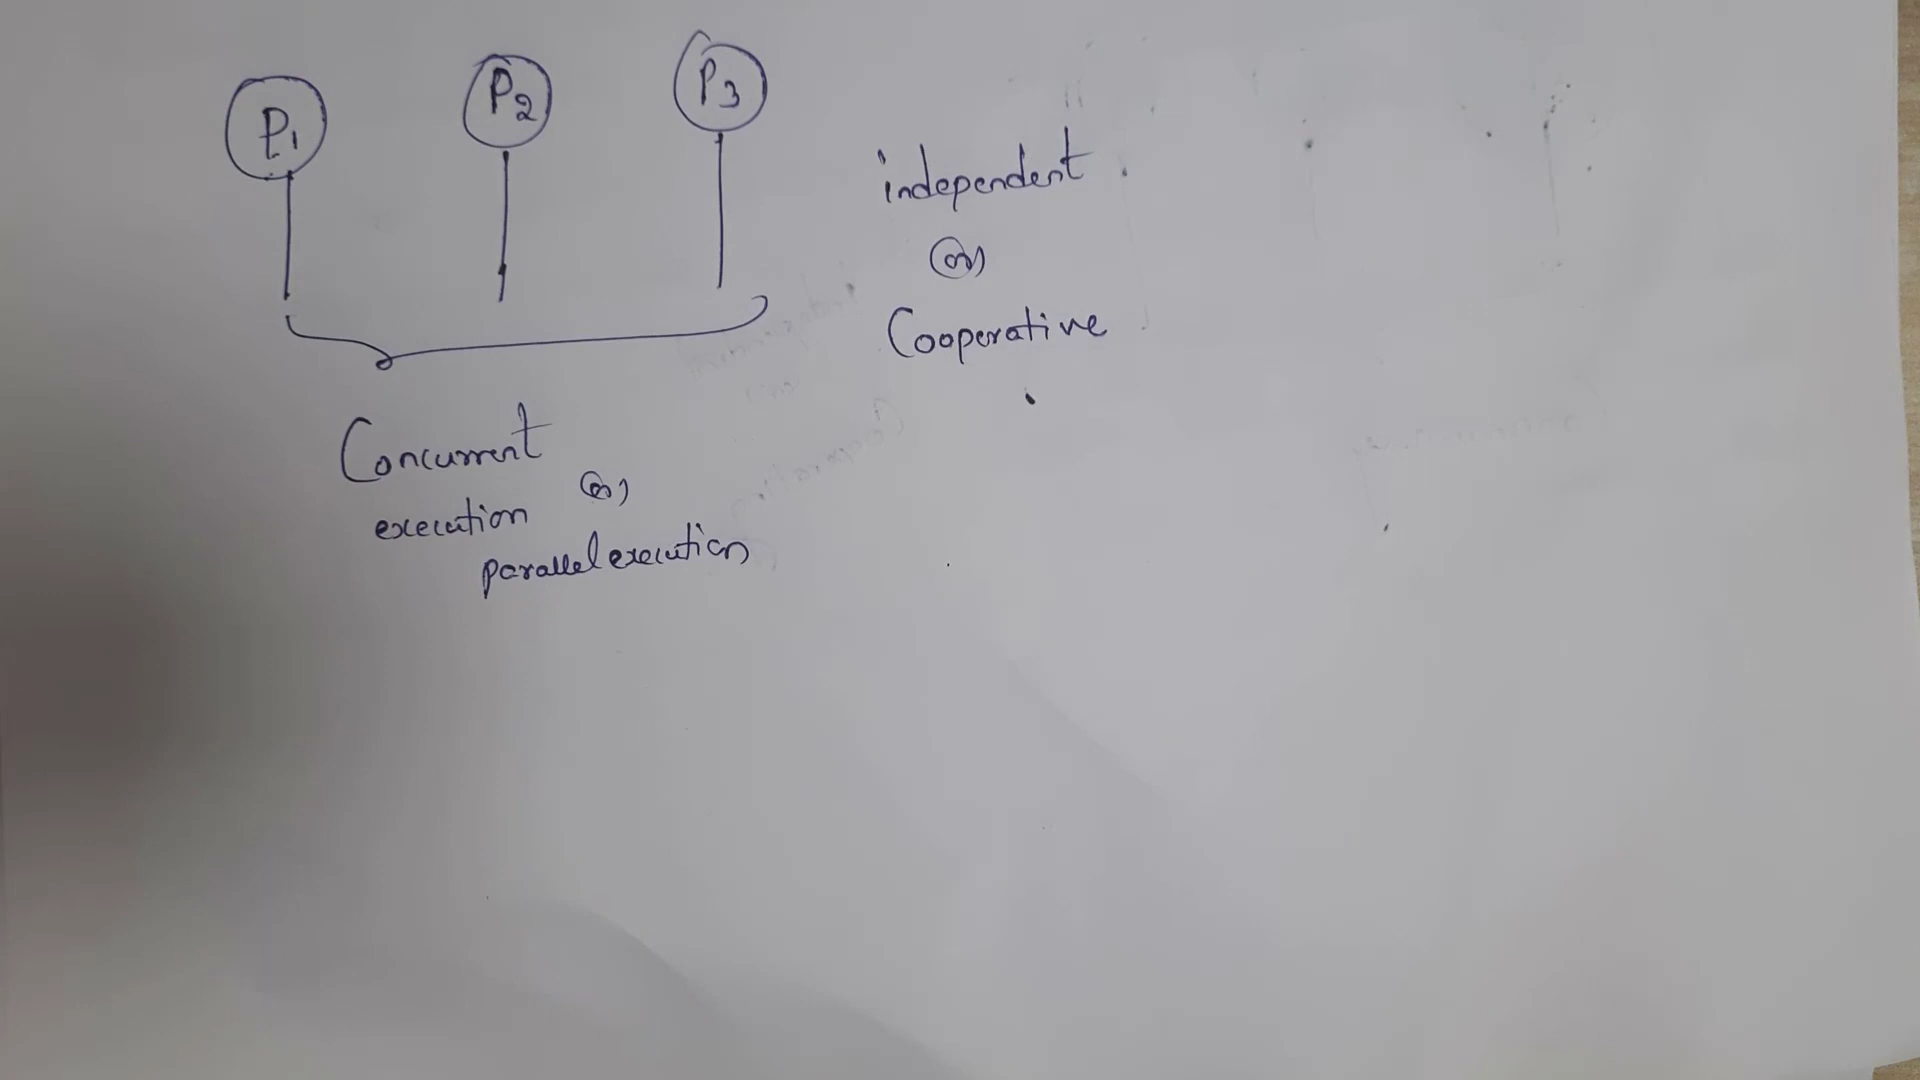 P1 P2 P3
independent
(or)
Cooperative
Concurrent
execution (or)
parallel execution